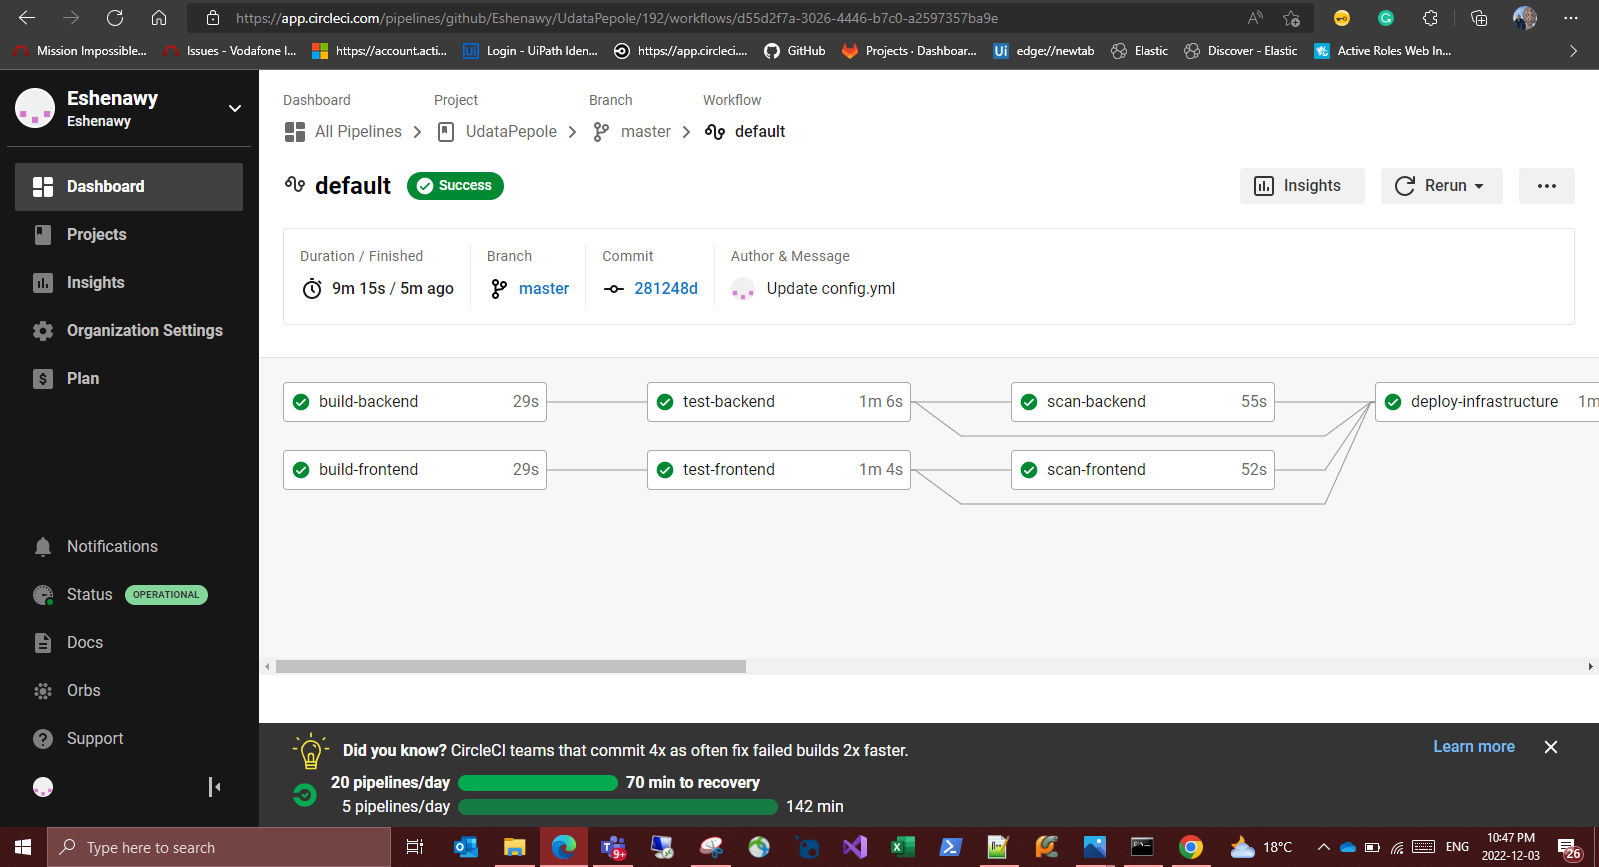 https://app.circleci.com/pipelines/github/Eshenawy/UdataPepole/192/workflows/d55d2f7a-3026-4446-b7c0-a2597357ba9e
Mission Impossible...
Issues - Vodafone I...
https://account.acti...
Login - UiPath Iden...
https://app.circleci....
GitHub
Projects · Dashboar...
edge://newtab
Elastic
Discover - Elastic
Active Roles Web In...
Eshenawy
Eshenawy
Dashboard
Projects
Insights
Organization Settings
Plan
Notifications
Status OPERATIONAL
Docs
Orbs
Support
Dashboard Project Branch Workflow
All Pipelines UdataPepole master default
default Success
Insights Rerun
Duration / Finished Branch Commit Author & Message
9m 15s / 5m ago master 281248d Update config.yml
build-backend 29s test-backend 1m 6s scan-backend 55s deploy-infrastructure 1m
build-frontend 29s test-frontend 1m 4s scan-frontend 52s
Did you know? CircleCI teams that commit 4x as often fix failed builds 2x faster. Learn more
20 pipelines/day 70 min to recovery
5 pipelines/day 142 min
Type here to search
9+
18°C
ENG
10:47 PM
2022-12-03
26